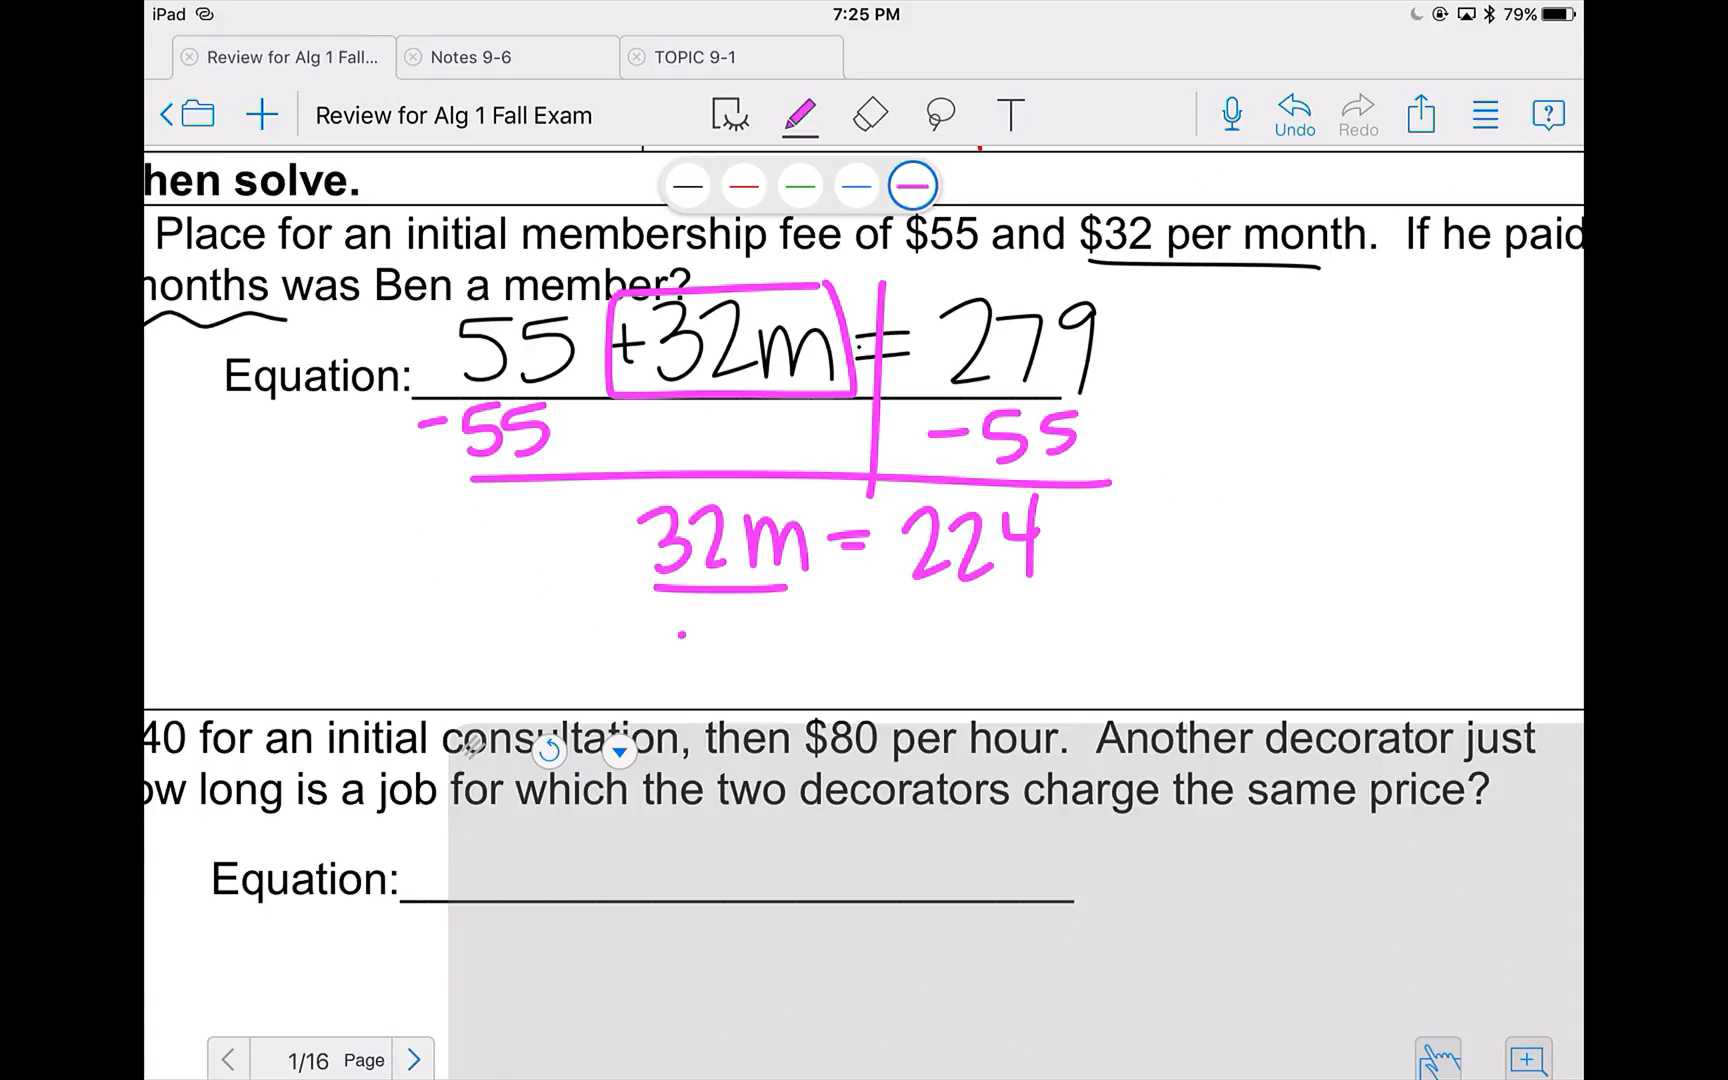 iPad 7:25 PM 79%
Review for Alg 1 Fall... Notes 9-6 TOPIC 9-1
Review for Alg 1 Fall Exam T Undo Redo ?
hen solve.
Place for an initial membership fee of $55 and $32 per month. If he paid
months was Ben a member?
Equation: 55 +32m = 279
-55 -55
32m = 224
40 for an initial consultation, then $80 per hour. Another decorator just
ow long is a job for which the two decorators charge the same price?
Equation:
1/16 Page